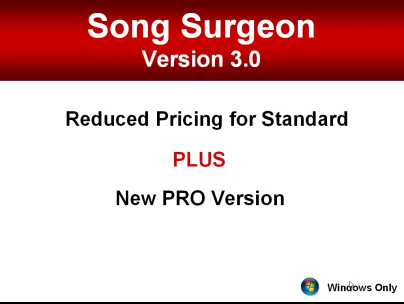 Song Surgeon
Version 3.0
Reduced Pricing for Standard
PLUS
New PRO Version
Windows Only